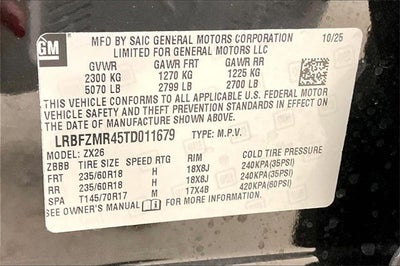 GM
MFD BY SAIC GENERAL MOTORS CORPORATION 10/25
LIMITED FOR GENERAL MOTORS LLC
GVWR GAWR FRT GAWR RR
2300 KG 1270 KG 1225 KG
5070 LB 2799 LB 2700 LB
THIS VEHICLE CONFORMS TO ALL APPLICABLE U.S. FEDERAL MOTOR
VEHICLE SAFETY AND THEFT PREVENTION STANDARDS IN EFFECT ON
THE DATE OF MANUFACTURE SHOWN ABOVE.
LRBFZMR45TD011679 TYPE: M.P.V.
MODEL: ZX26
ZBBB TIRE SIZE SPEED RTG RIM COLD TIRE PRESSURE
FRT 235/60R18 H 18X8J 240KPA(35PSI)
RR 235/60R18 H 18X8J 240KPA(35PSI)
SPA T145/70R17 M 17X4B 420KPA(60PSI)
SEE OWNER'S MANUAL FOR MORE INFORMATION.